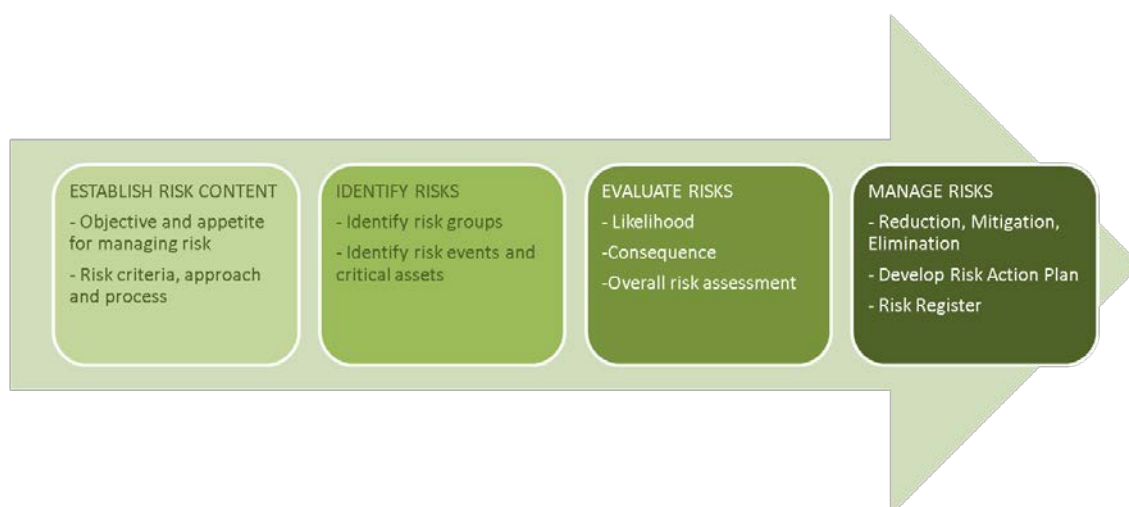 ESTABLISH RISK CONTENT
- Objective and appetite
for managing risk
- Risk criteria, approach
and process
IDENTIFY RISKS
- Identify risk groups
- Identify risk events and
critical assets
EVALUATE RISKS
- Likelihood
-Consequence
-Overall risk assessment
MANAGE RISKS
- Reduction, Mitigation,
Elimination
- Develop Risk Action Plan
- Risk Register